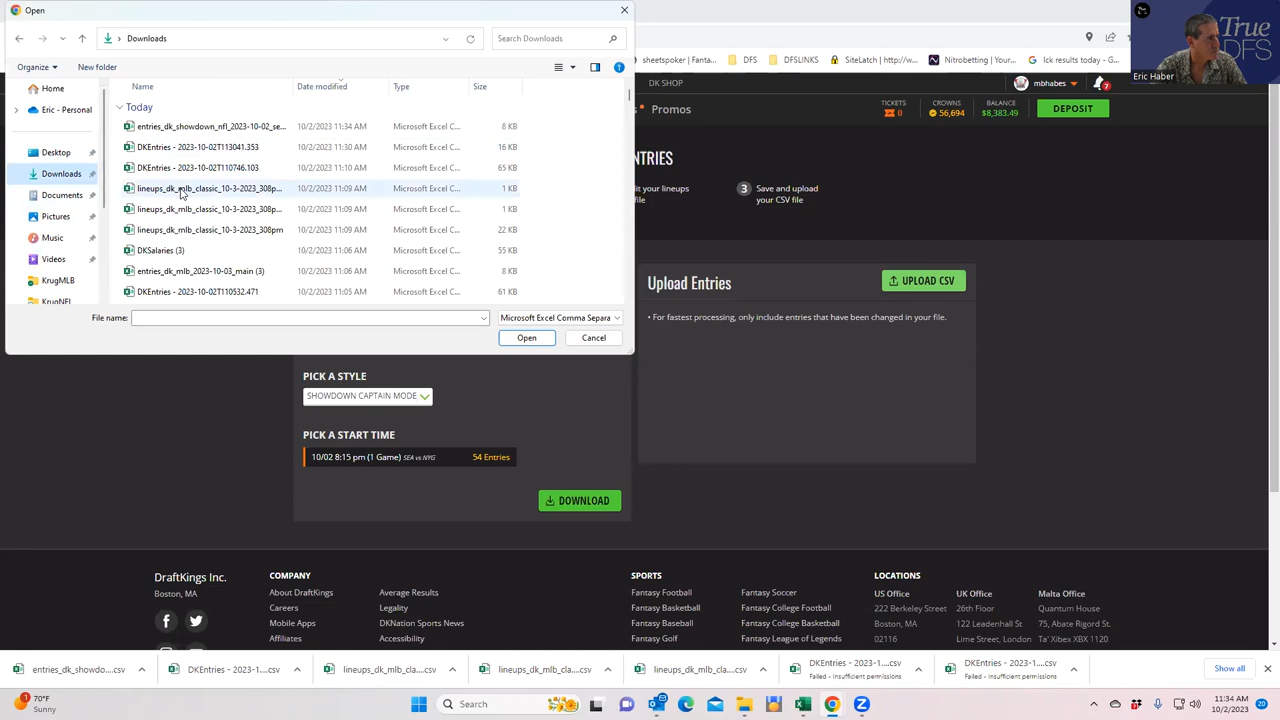 Open
Downloads
Search Downloads
Organize
New folder
Home
Eric - Personal
Desktop
Downloads
Documents
Pictures
Music
Videos
KrugMLB
KrugNFL
Name
Date modified
Type
Size
Today
entries_dk_showdown_nfl_2023-10-02_se... 10/2/2023 11:34 AM Microsoft Excel C... 8 KB
DKEntries - 2023-10-02T113041.353 10/2/2023 11:30 AM Microsoft Excel C... 16 KB
DKEntries - 2023-10-02T110746.103 10/2/2023 11:10 AM Microsoft Excel C... 65 KB
lineups_dk_mlb_classic_10-3-2023_308p... 10/2/2023 11:09 AM Microsoft Excel C... 1 KB
lineups_dk_mlb_classic_10-3-2023_308p... 10/2/2023 11:09 AM Microsoft Excel C... 1 KB
lineups_dk_mlb_classic_10-3-2023_308pm 10/2/2023 11:09 AM Microsoft Excel C... 22 KB
DKSalaries (3) 10/2/2023 11:06 AM Microsoft Excel C... 55 KB
entries_dk_mlb_2023-10-03_main (3) 10/2/2023 11:06 AM Microsoft Excel C... 8 KB
DKEntries - 2023-10-02T110532.471 10/2/2023 11:05 AM Microsoft Excel C... 61 KB
File name:
Microsoft Excel Comma Separa
Open
Cancel
True
DFS
Eric Haber
sheetspoker | Fanta...
DFS
DFSLINKS
SiteLatch | http://w...
Nitrobetting | Your...
lck results today - G...
DK SHOP
mbhabes
7
Promos
TICKETS
0
CROWNS
56,694
BALANCE
$8,383.49
DEPOSIT
ENTRIES
dit your lineups
file
3
Save and upload
your CSV file
Upload Entries
UPLOAD CSV
• For fastest processing, only include entries that have been changed in your file.
PICK A STYLE
SHOWDOWN CAPTAIN MODE
PICK A START TIME
10/02 8:15 pm (1 Game) SEA vs NYG 54 Entries
DOWNLOAD
DraftKings Inc.
Boston, MA
COMPANY
About DraftKings
Careers
Mobile Apps
Affiliates
Average Results
Legality
DKNation Sports News
Accessibility
SPORTS
Fantasy Football
Fantasy Basketball
Fantasy Baseball
Fantasy Golf
Fantasy Soccer
Fantasy College Football
Fantasy College Basketball
Fantasy League of Legends
LOCATIONS
US Office
222 Berkeley Street
Boston, MA
02116
UK Office
26th Floor
122 Leadenhall St
Lime Street, London
Malta Office
Quantum House
75, Abate Rigord St.
Ta' Xibex XBX 1120
entries_dk_showdo....csv
DKEntries - 2023-1....csv
lineups_dk_mlb_cla....csv
lineups_dk_mlb_cla....csv
lineups_dk_mlb_cla....csv
DKEntries - 2023-1....csv
Failed - Insufficient permissions
DKEntries - 2023-1....csv
Failed - Insufficient permissions
Show all
70°F
Sunny
Search
11:34 AM
10/2/2023
20